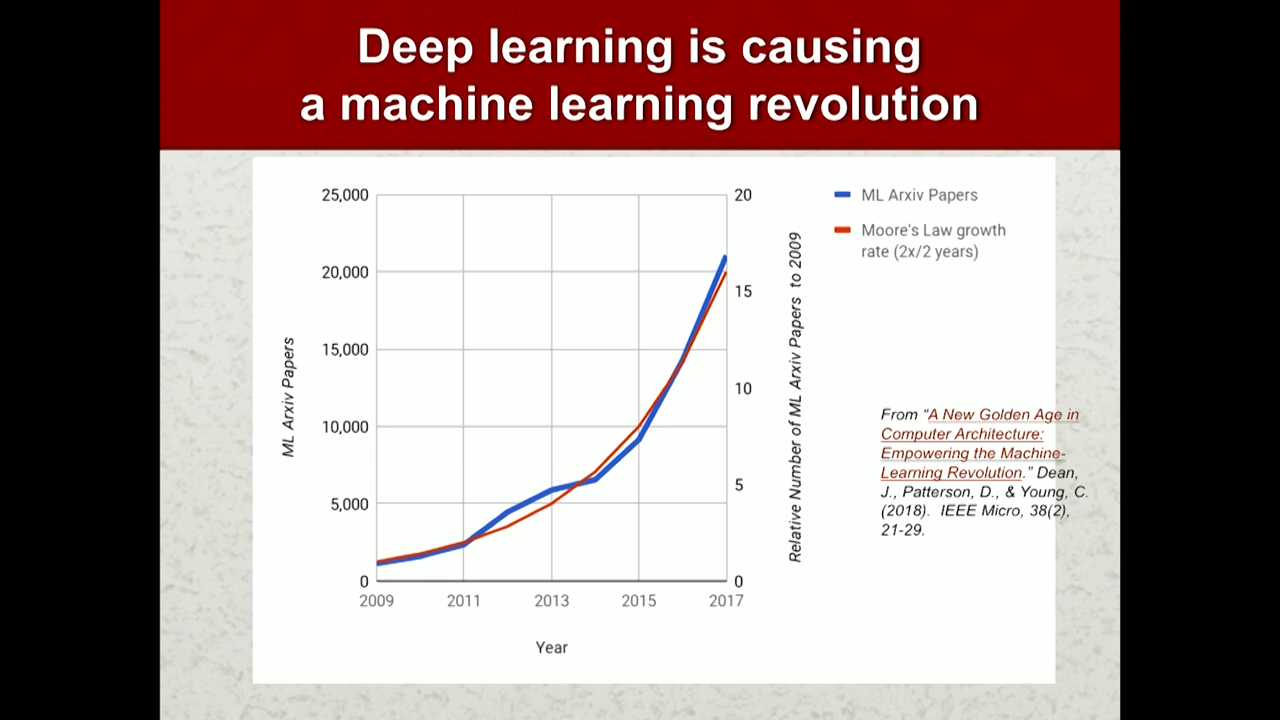 Deep learning is causing
a machine learning revolution
25,000
20,000
15,000
10,000
5,000
0
ML Arxiv Papers
2009
2011
2013
2015
2017
Year
20
15
10
5
0
Relative Number of ML Arxiv Papers to 2009
ML Arxiv Papers
Moore's Law growth
rate (2x/2 years)
From “A New Golden Age in
Computer Architecture:
Empowering the Machine-
Learning Revolution.” Dean,
J., Patterson, D., & Young, C.
(2018). IEEE Micro, 38(2),
21-29.